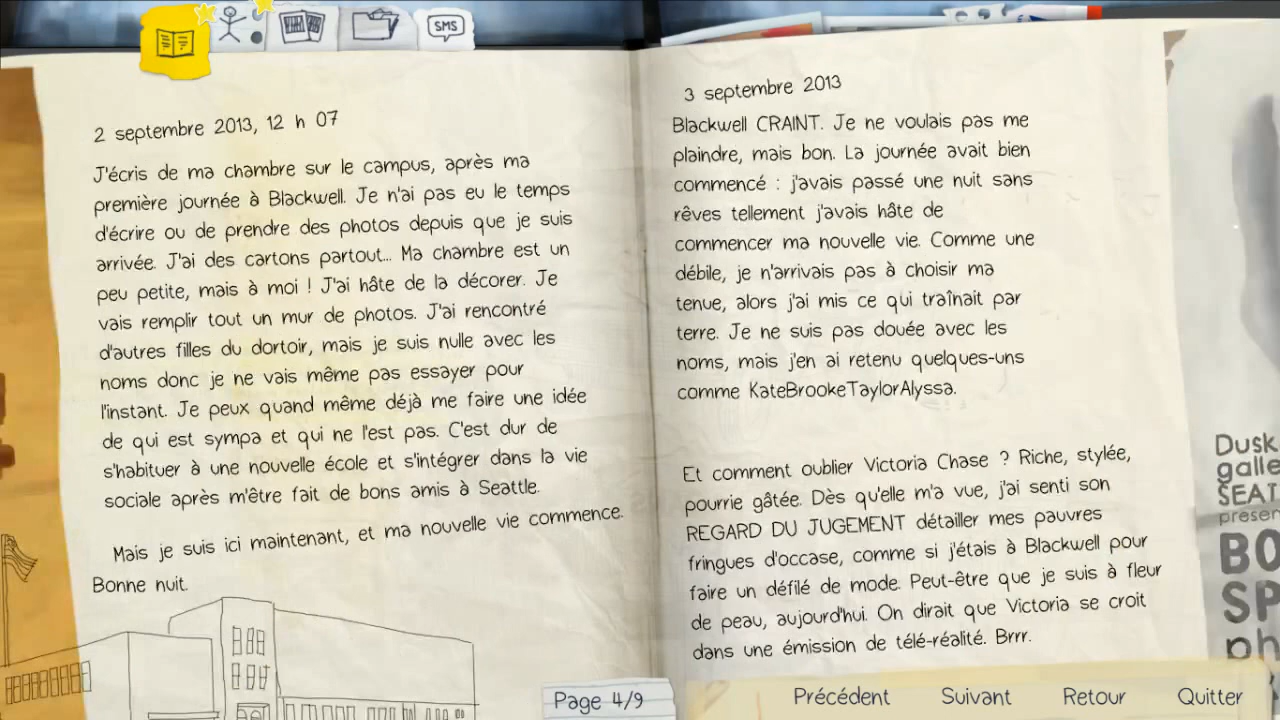 SMS
2 septembre 2013, 12 h 07
J'écris de ma chambre sur le campus, après ma
première journée à Blackwell. Je n'ai pas eu le temps
d'écrire ou de prendre des photos depuis que je suis
arrivée. J'ai des cartons partout... Ma chambre est un
peu petite, mais à moi ! J'ai hâte de la décorer. Je
vais remplir tout un mur de photos. J'ai rencontré
d'autres filles du dortoir, mais je suis nulle avec les
noms donc je ne vais même pas essayer pour
l'instant. Je peux quand même déjà me faire une idée
de qui est sympa et qui ne l'est pas. C'est dur de
s'habituer à une nouvelle école et s'intégrer dans la vie
sociale après m'être fait de bons amis à Seattle.
Mais je suis ici maintenant, et ma nouvelle vie commence.
Bonne nuit.
3 septembre 2013
Blackwell CRAINT. Je ne voulais pas me
plaindre, mais bon. La journée avait bien
commencé : j'avais passé une nuit sans
rêves tellement j'avais hâte de
commencer ma nouvelle vie. Comme une
débile, je n'arrivais pas à choisir ma
tenue, alors j'ai mis ce qui traînait par
terre. Je ne suis pas douée avec les
noms, mais j'en ai retenu quelques-uns
comme KateBrookeTaylorAlyssa.
Et comment oublier Victoria Chase ? Riche, stylée,
pourrie gâtée. Dès qu'elle m'a vue, j'ai senti son
REGARD DU JUGEMENT détailler mes pauvres
fringues d'occase, comme si j'étais à Blackwell pour
faire un défilé de mode. Peut-être que je suis à fleur
de peau, aujourd'hui. On dirait que Victoria se croit
dans une émission de télé-réalité. Brrr.
Dusk
galle
SEAT
presen
BO
SP
ph
Page 4/9
Précédent Suivant Retour Quitter